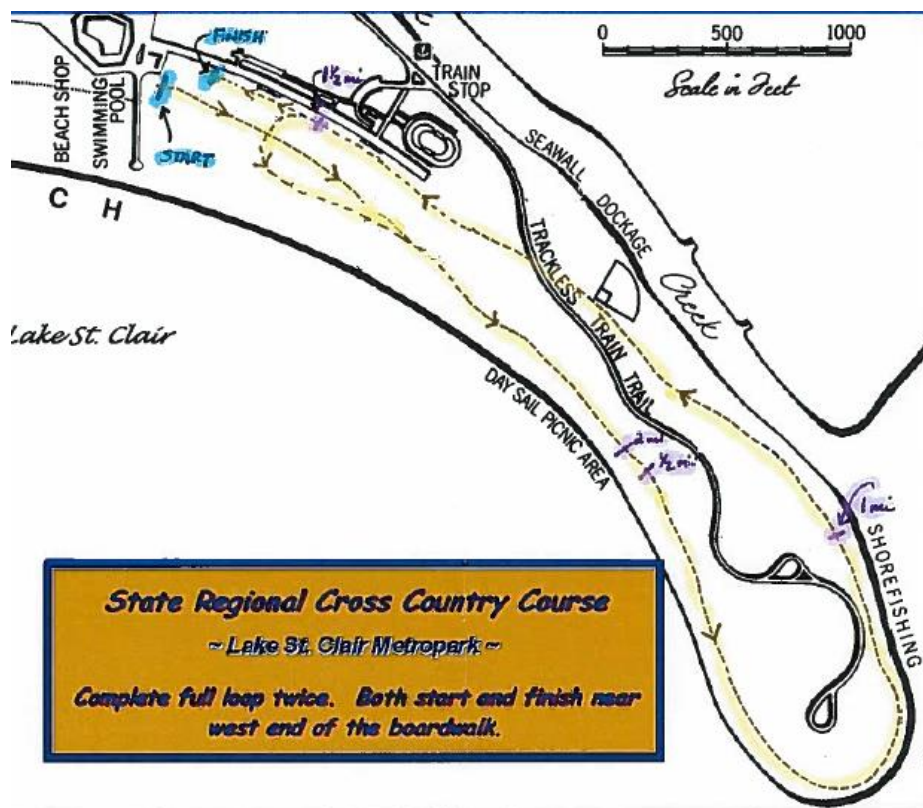 FINISH
1½ mi
TRAIN
STOP
0 500 1000
Scale in Feet
BEACH SHOP
SWIMMING
POOL
START
SEAWALL DOCKAGE
Creek
C H
TRACKLESS TRAIN TRAIL
Lake St. Clair
DAY SAIL PICNIC AREA
2 mi
½ mi
1 mi
SHOREFISHING
State Regional Cross Country Course
~ Lake St. Clair Metropark ~
Complete full loop twice. Both start and finish near
west end of the boardwalk.